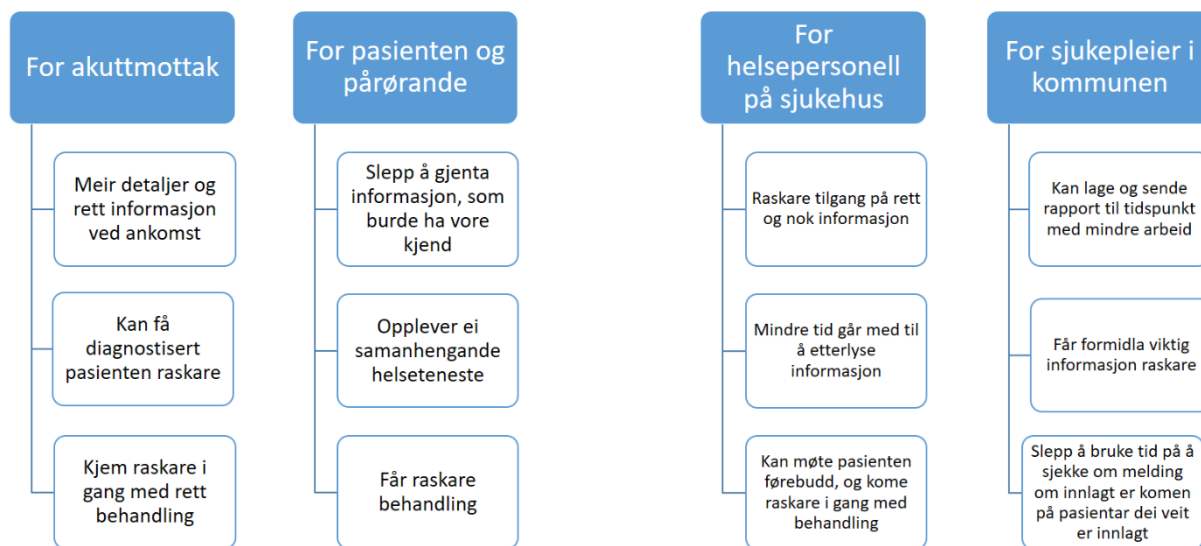 For akuttmottak
Meir detaljer og
rett informasjon
ved ankomst
Kan få
diagnostisert
pasienten raskare
Kjem raskare i
gang med rett
behandling
For pasienten og
pårørande
Slepp å gjenta
informasjon, som
burde ha vore
kjend
Opplever ei
samanhengande
helseteneste
Får raskare
behandling
For
helsepersonell
på sjukehus
Raskare tilgang på rett
og nok informasjon
Mindre tid går med til
å etterlyse
informasjon
Kan møte pasienten
førebudd, og kome
raskare i gang med
behandling
For sjukepleier i
kommunen
Kan lage og sende
rapport til tidspunkt
med mindre arbeid
Får formidla viktig
informasjon raskare
Slepp å bruke tid på å
sjekke om melding
om innlagt er komen
på pasientar dei veit
er innlagt